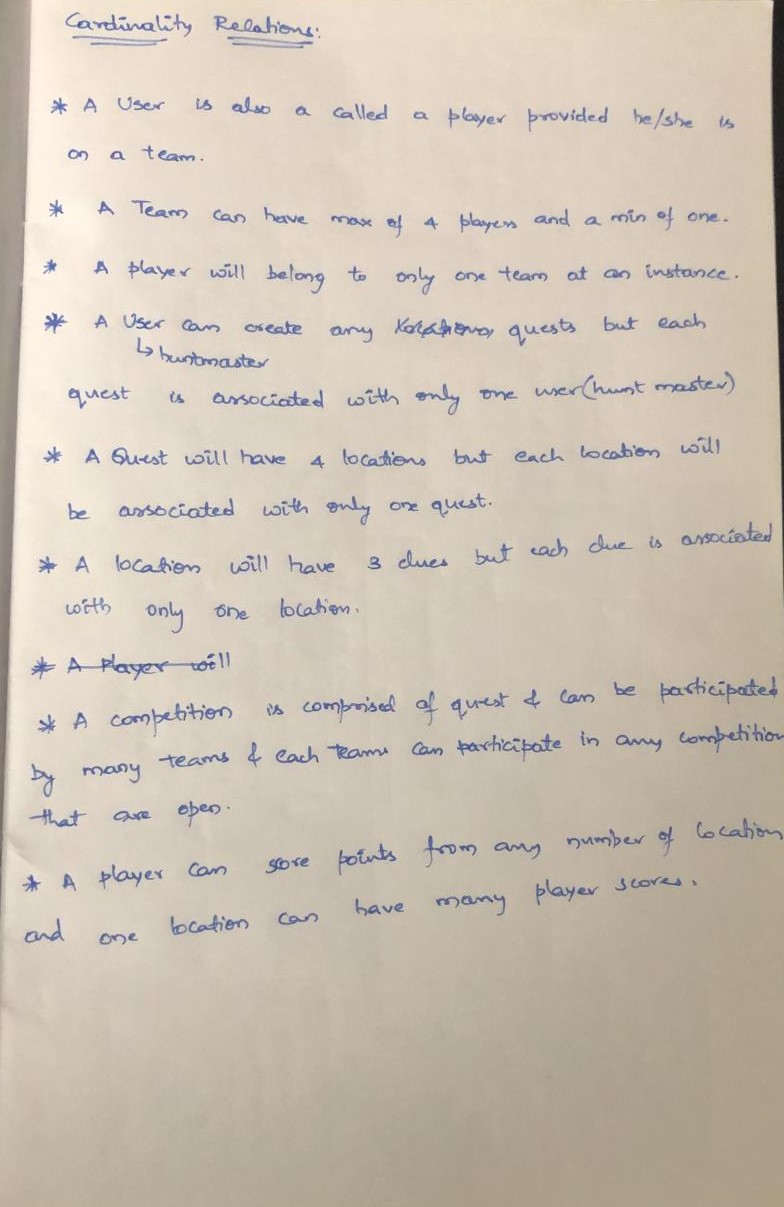 Cardinality Relations:
* A User is also a called a player provided he/she is
on a team.
* A Team can have max of 4 players and a min of one.
* A player will belong to only one team at an instance.
* A User can create any quests but each
↳ huntmaster
quest is associated with only one user(hunt master)
* A Quest will have 4 locations but each location will
be associated with only one quest.
* A location will have 3 clues but each clue is associated
with only one location.
* A Player will
* A competition is comprised of quest & can be participated
by many teams & each teams can participate in any competition
that are open.
* A player can score points from any number of location
and one location can have many player scores.